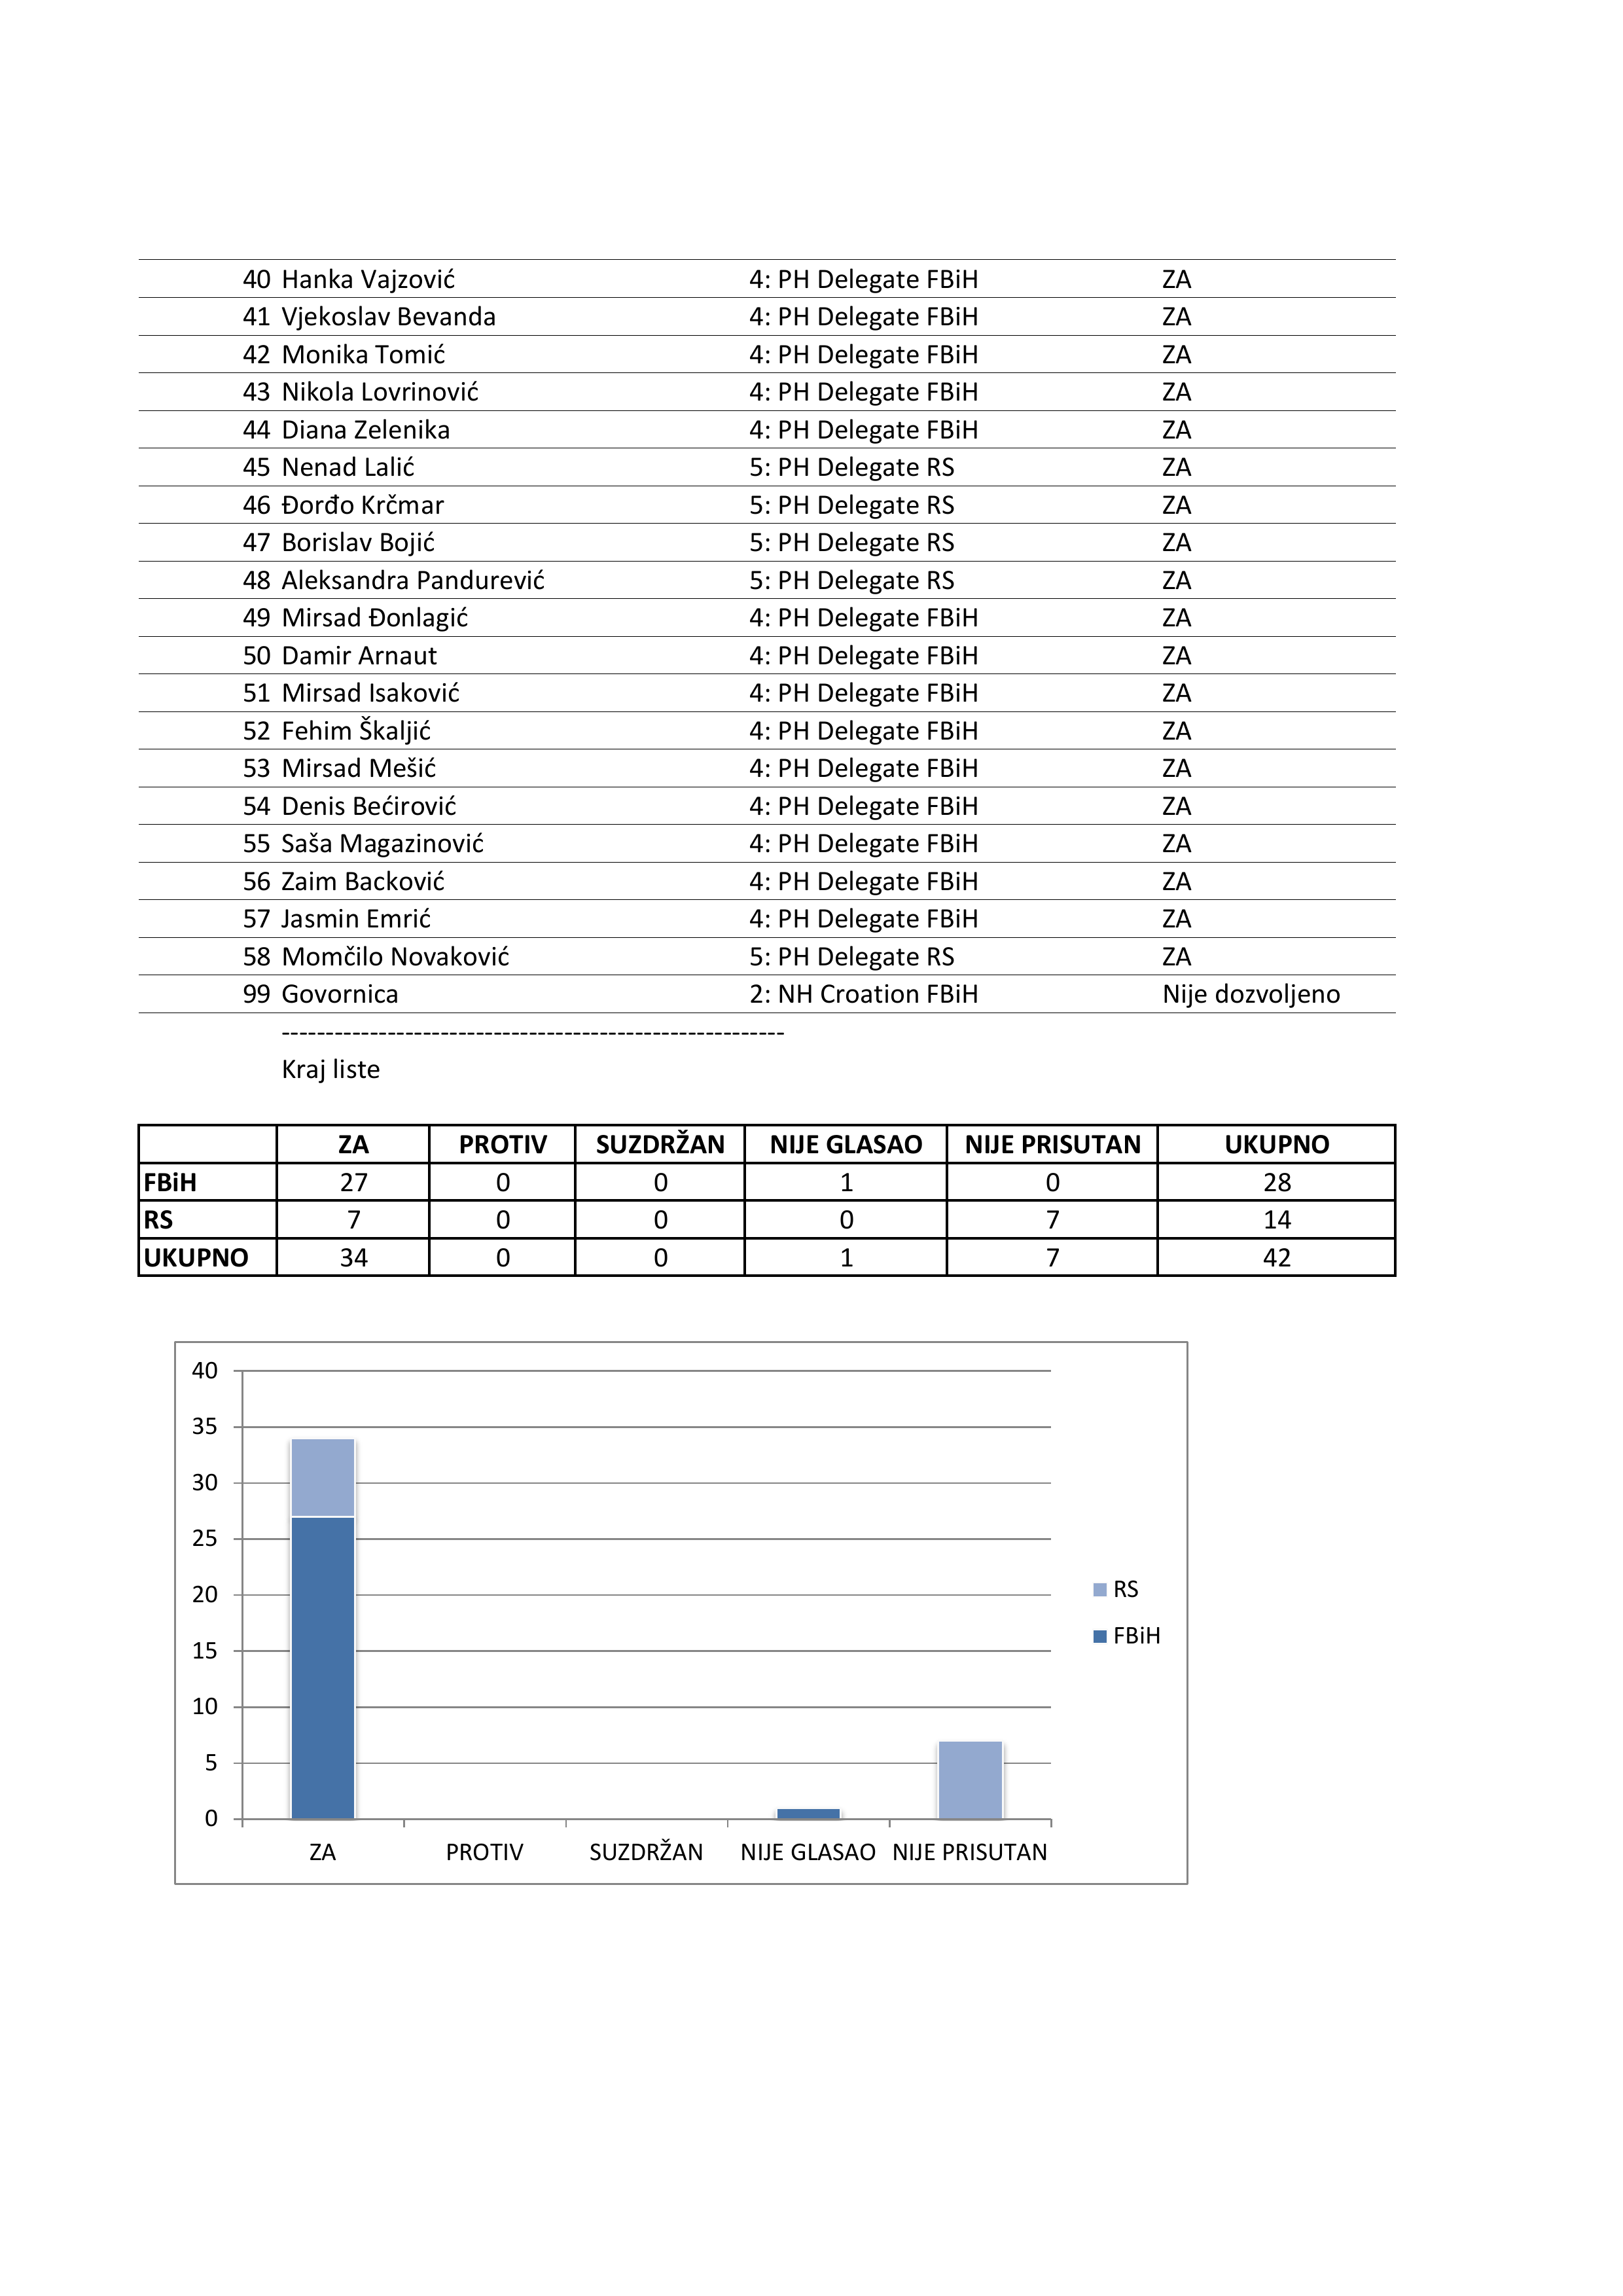 40 Hanka Vajzović 4: PH Delegate FBiH ZA
41 Vjekoslav Bevanda 4: PH Delegate FBiH ZA
42 Monika Tomić 4: PH Delegate FBiH ZA
43 Nikola Lovrinović 4: PH Delegate FBiH ZA
44 Diana Zelenika 4: PH Delegate FBiH ZA
45 Nenad Lalić 5: PH Delegate RS ZA
46 Đorđo Krčmar 5: PH Delegate RS ZA
47 Borislav Bojić 5: PH Delegate RS ZA
48 Aleksandra Pandurević 5: PH Delegate RS ZA
49 Mirsad Đonlagić 4: PH Delegate FBiH ZA
50 Damir Arnaut 4: PH Delegate FBiH ZA
51 Mirsad Isaković 4: PH Delegate FBiH ZA
52 Fehim Škaljić 4: PH Delegate FBiH ZA
53 Mirsad Mešić 4: PH Delegate FBiH ZA
54 Denis Bećirović 4: PH Delegate FBiH ZA
55 Saša Magazinović 4: PH Delegate FBiH ZA
56 Zaim Backović 4: PH Delegate FBiH ZA
57 Jasmin Emrić 4: PH Delegate FBiH ZA
58 Momčilo Novaković 5: PH Delegate RS ZA
99 Govornica 2: NH Croation FBiH Nije dozvoljeno
---------------------------------------------------------
Kraj liste
ZA PROTIV SUZDRŽAN NIJE GLASAO NIJE PRISUTAN UKUPNO
FBiH 27 0 0 1 0 28
RS 7 0 0 0 7 14
UKUPNO 34 0 0 1 7 42
40
35
30
25
20
15
10
5
0
ZA PROTIV SUZDRŽAN NIJE GLASAO NIJE PRISUTAN
RS
FBiH